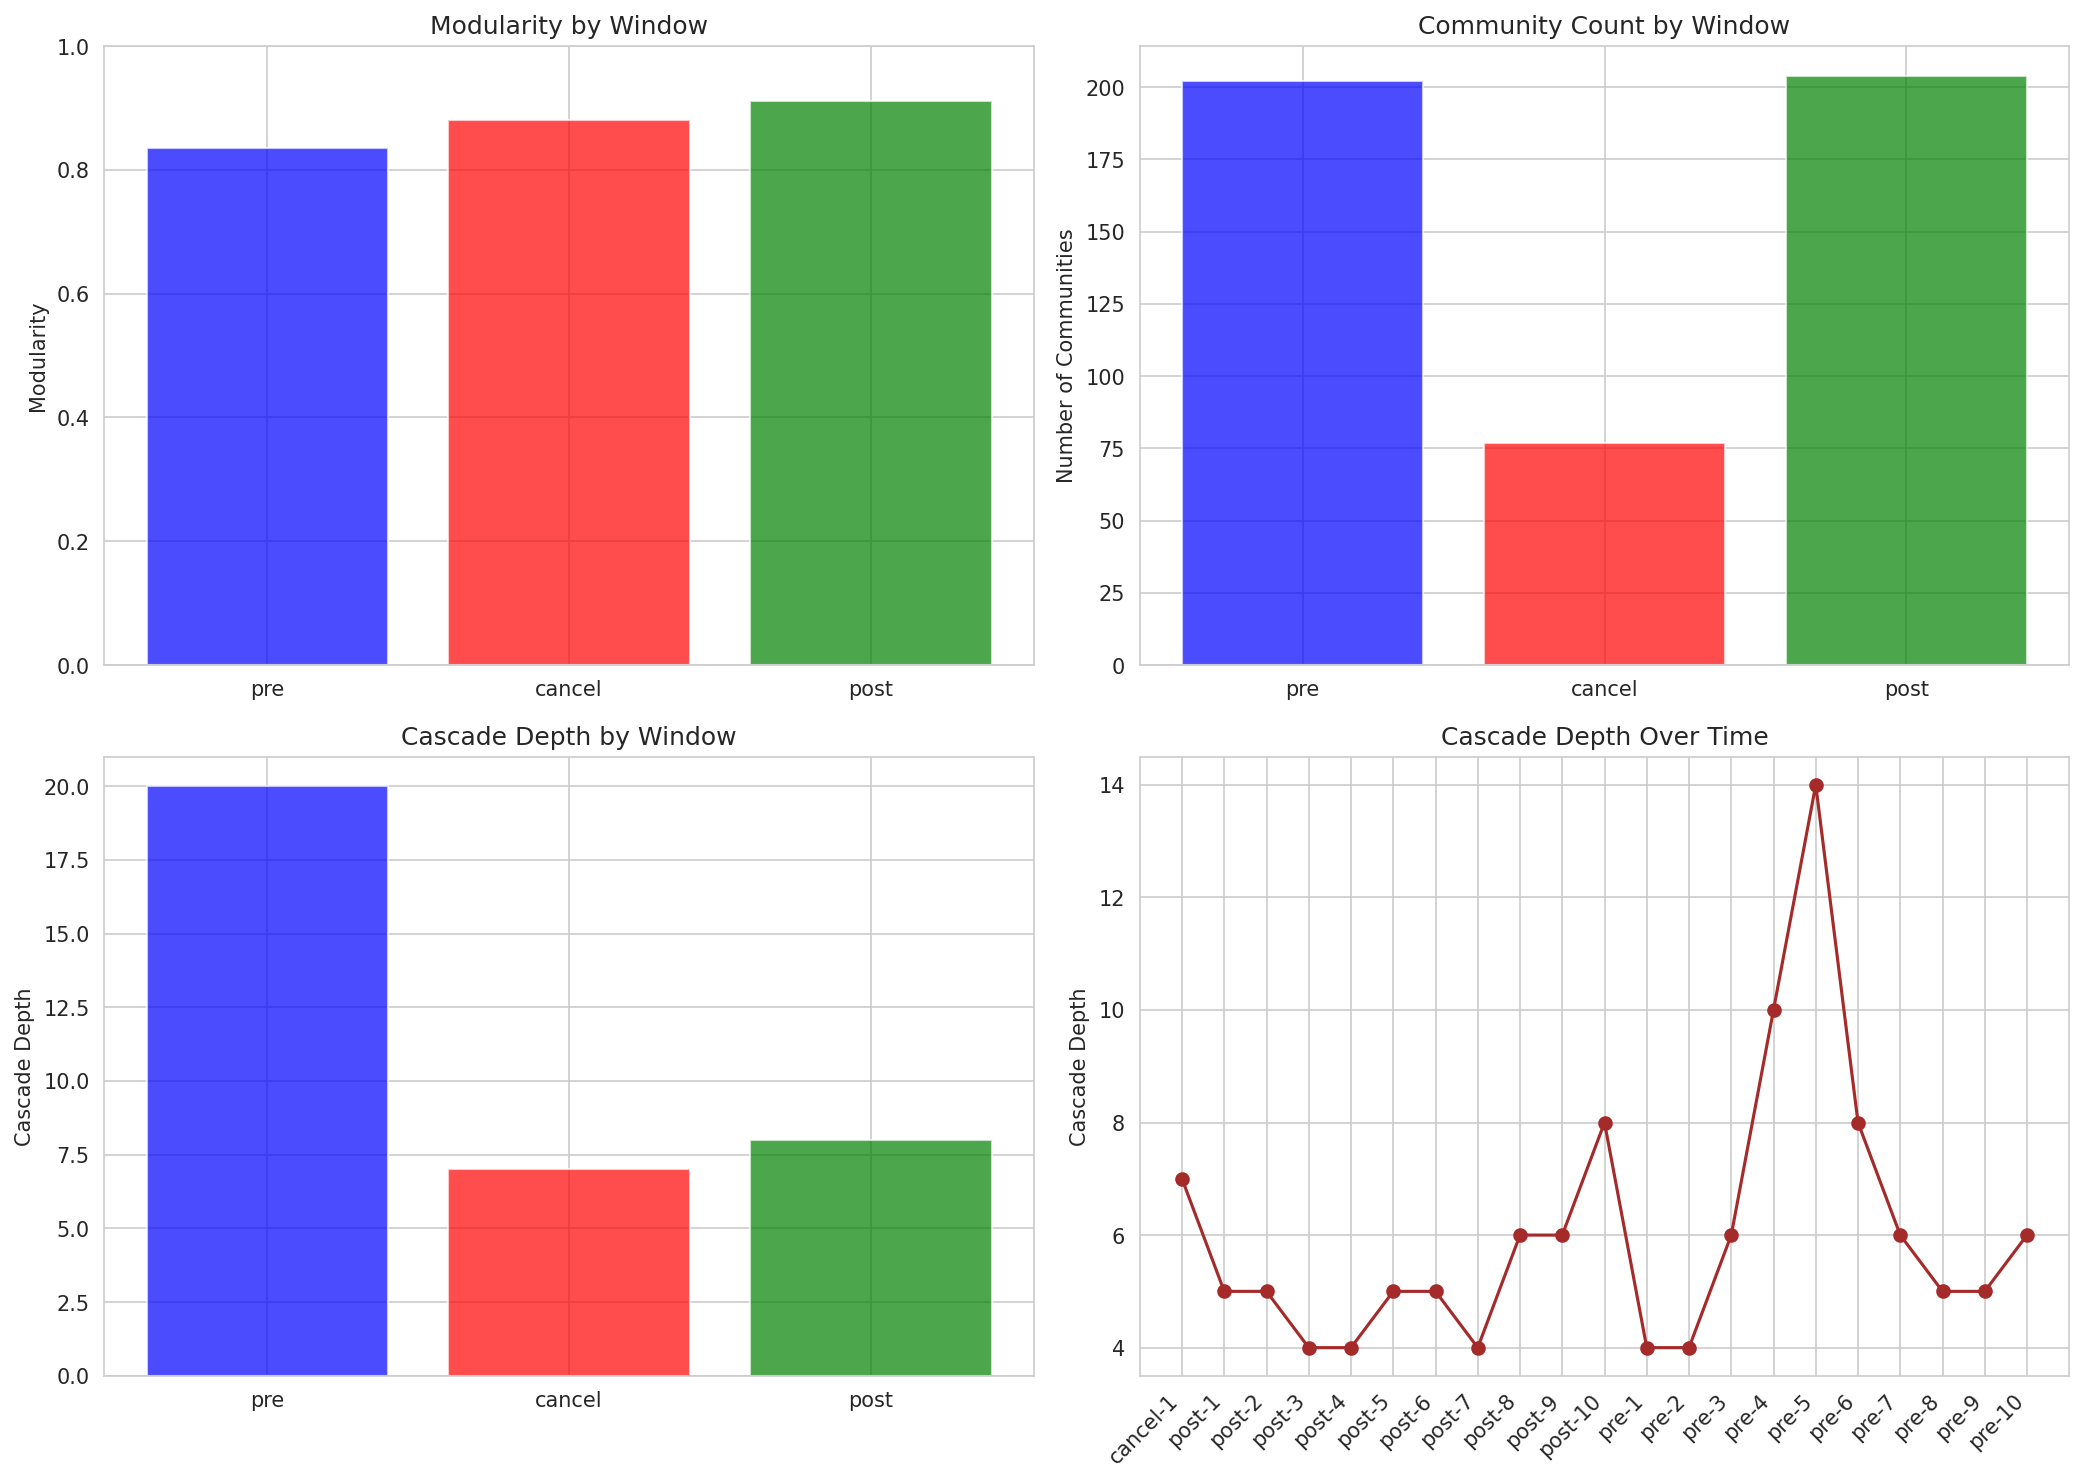 Modularity by Window
Modularity
1.0
0.8
0.6
0.4
0.2
0.0
pre cancel post
Community Count by Window
Number of Communities
200
175
150
125
100
75
50
25
0
pre cancel post
Cascade Depth by Window
Cascade Depth
20.0
17.5
15.0
12.5
10.0
7.5
5.0
2.5
0.0
pre cancel post
Cascade Depth Over Time
Cascade Depth
14
12
10
8
6
4
cancel-1 post-1 post-2 post-3 post-4 post-5 post-6 post-7 post-8 post-9 post-10 pre-1 pre-2 pre-3 pre-4 pre-5 pre-6 pre-7 pre-8 pre-9 pre-10